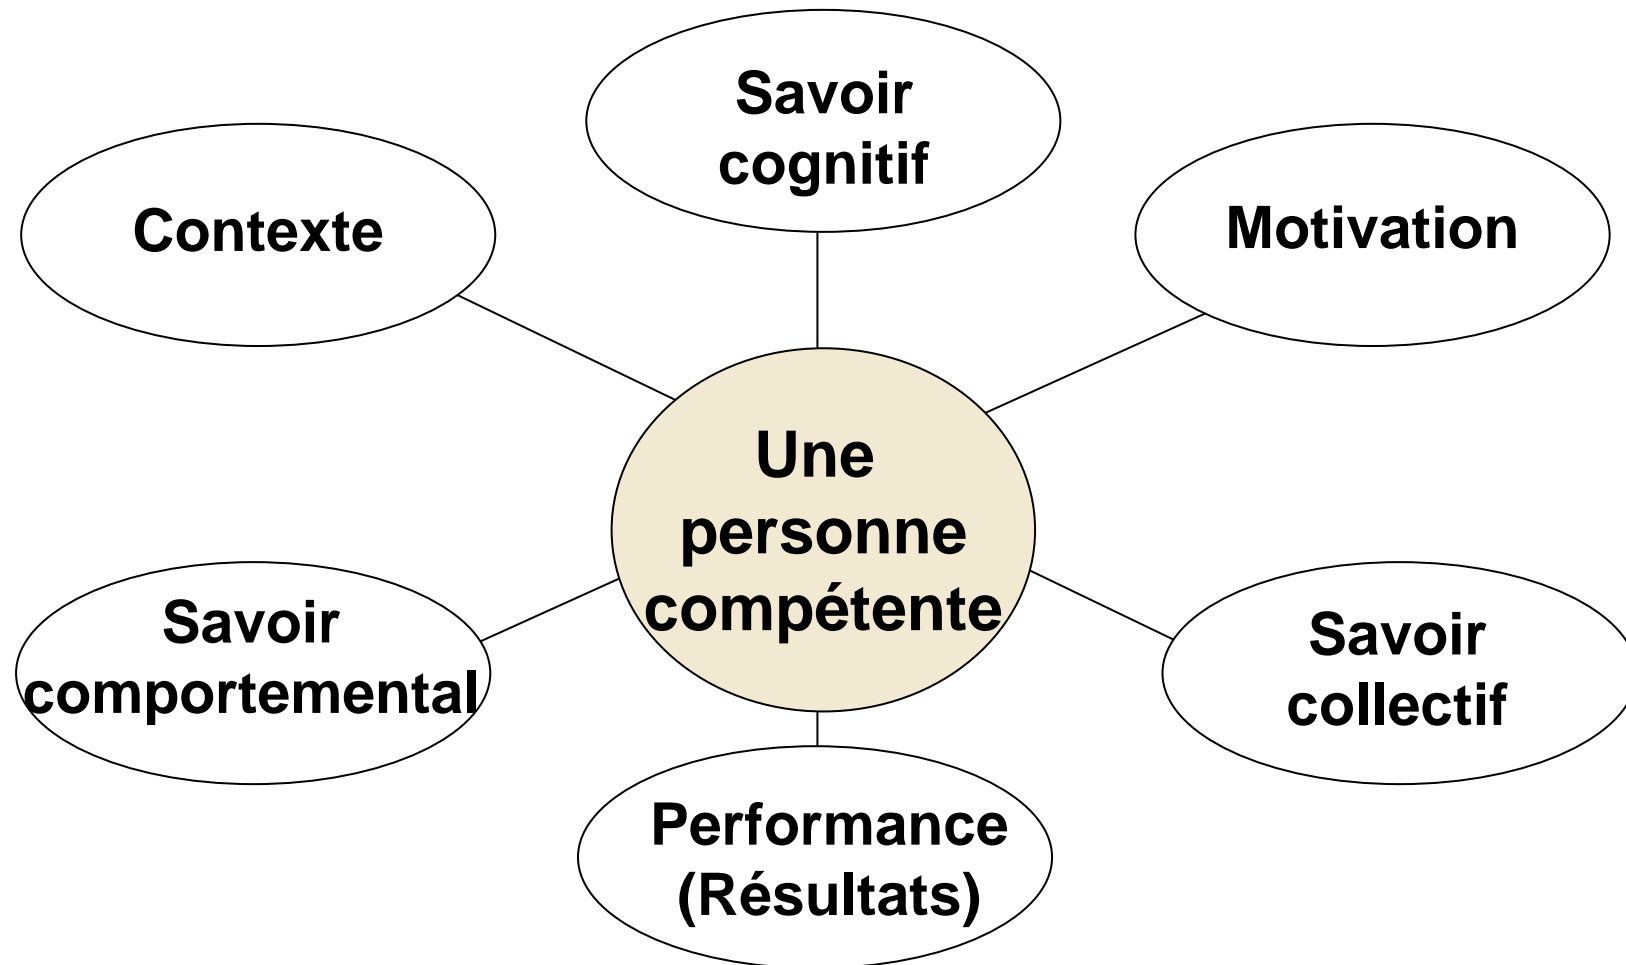 Savoir
cognitif
Contexte
Motivation
Une
personne
compétente
Savoir
comportemental
Savoir
collectif
Performance
(Résultats)